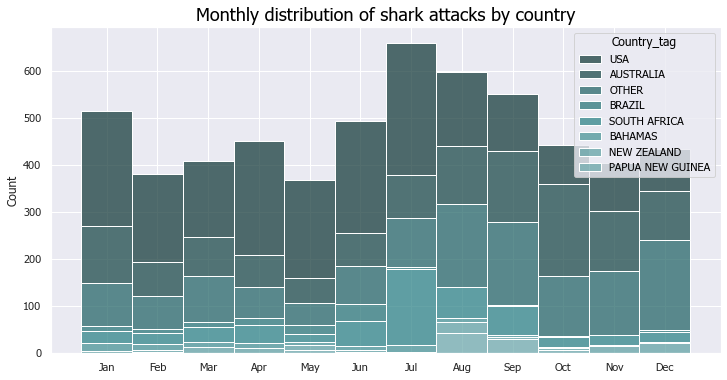 Monthly distribution of shark attacks by country
Country_tag
USA
AUSTRALIA
OTHER
BRAZIL
SOUTH AFRICA
BAHAMAS
NEW ZEALAND
PAPUA NEW GUINEA
Count
600
500
400
300
200
100
0
Jan Feb Mar Apr May Jun Jul Aug Sep Oct Nov Dec